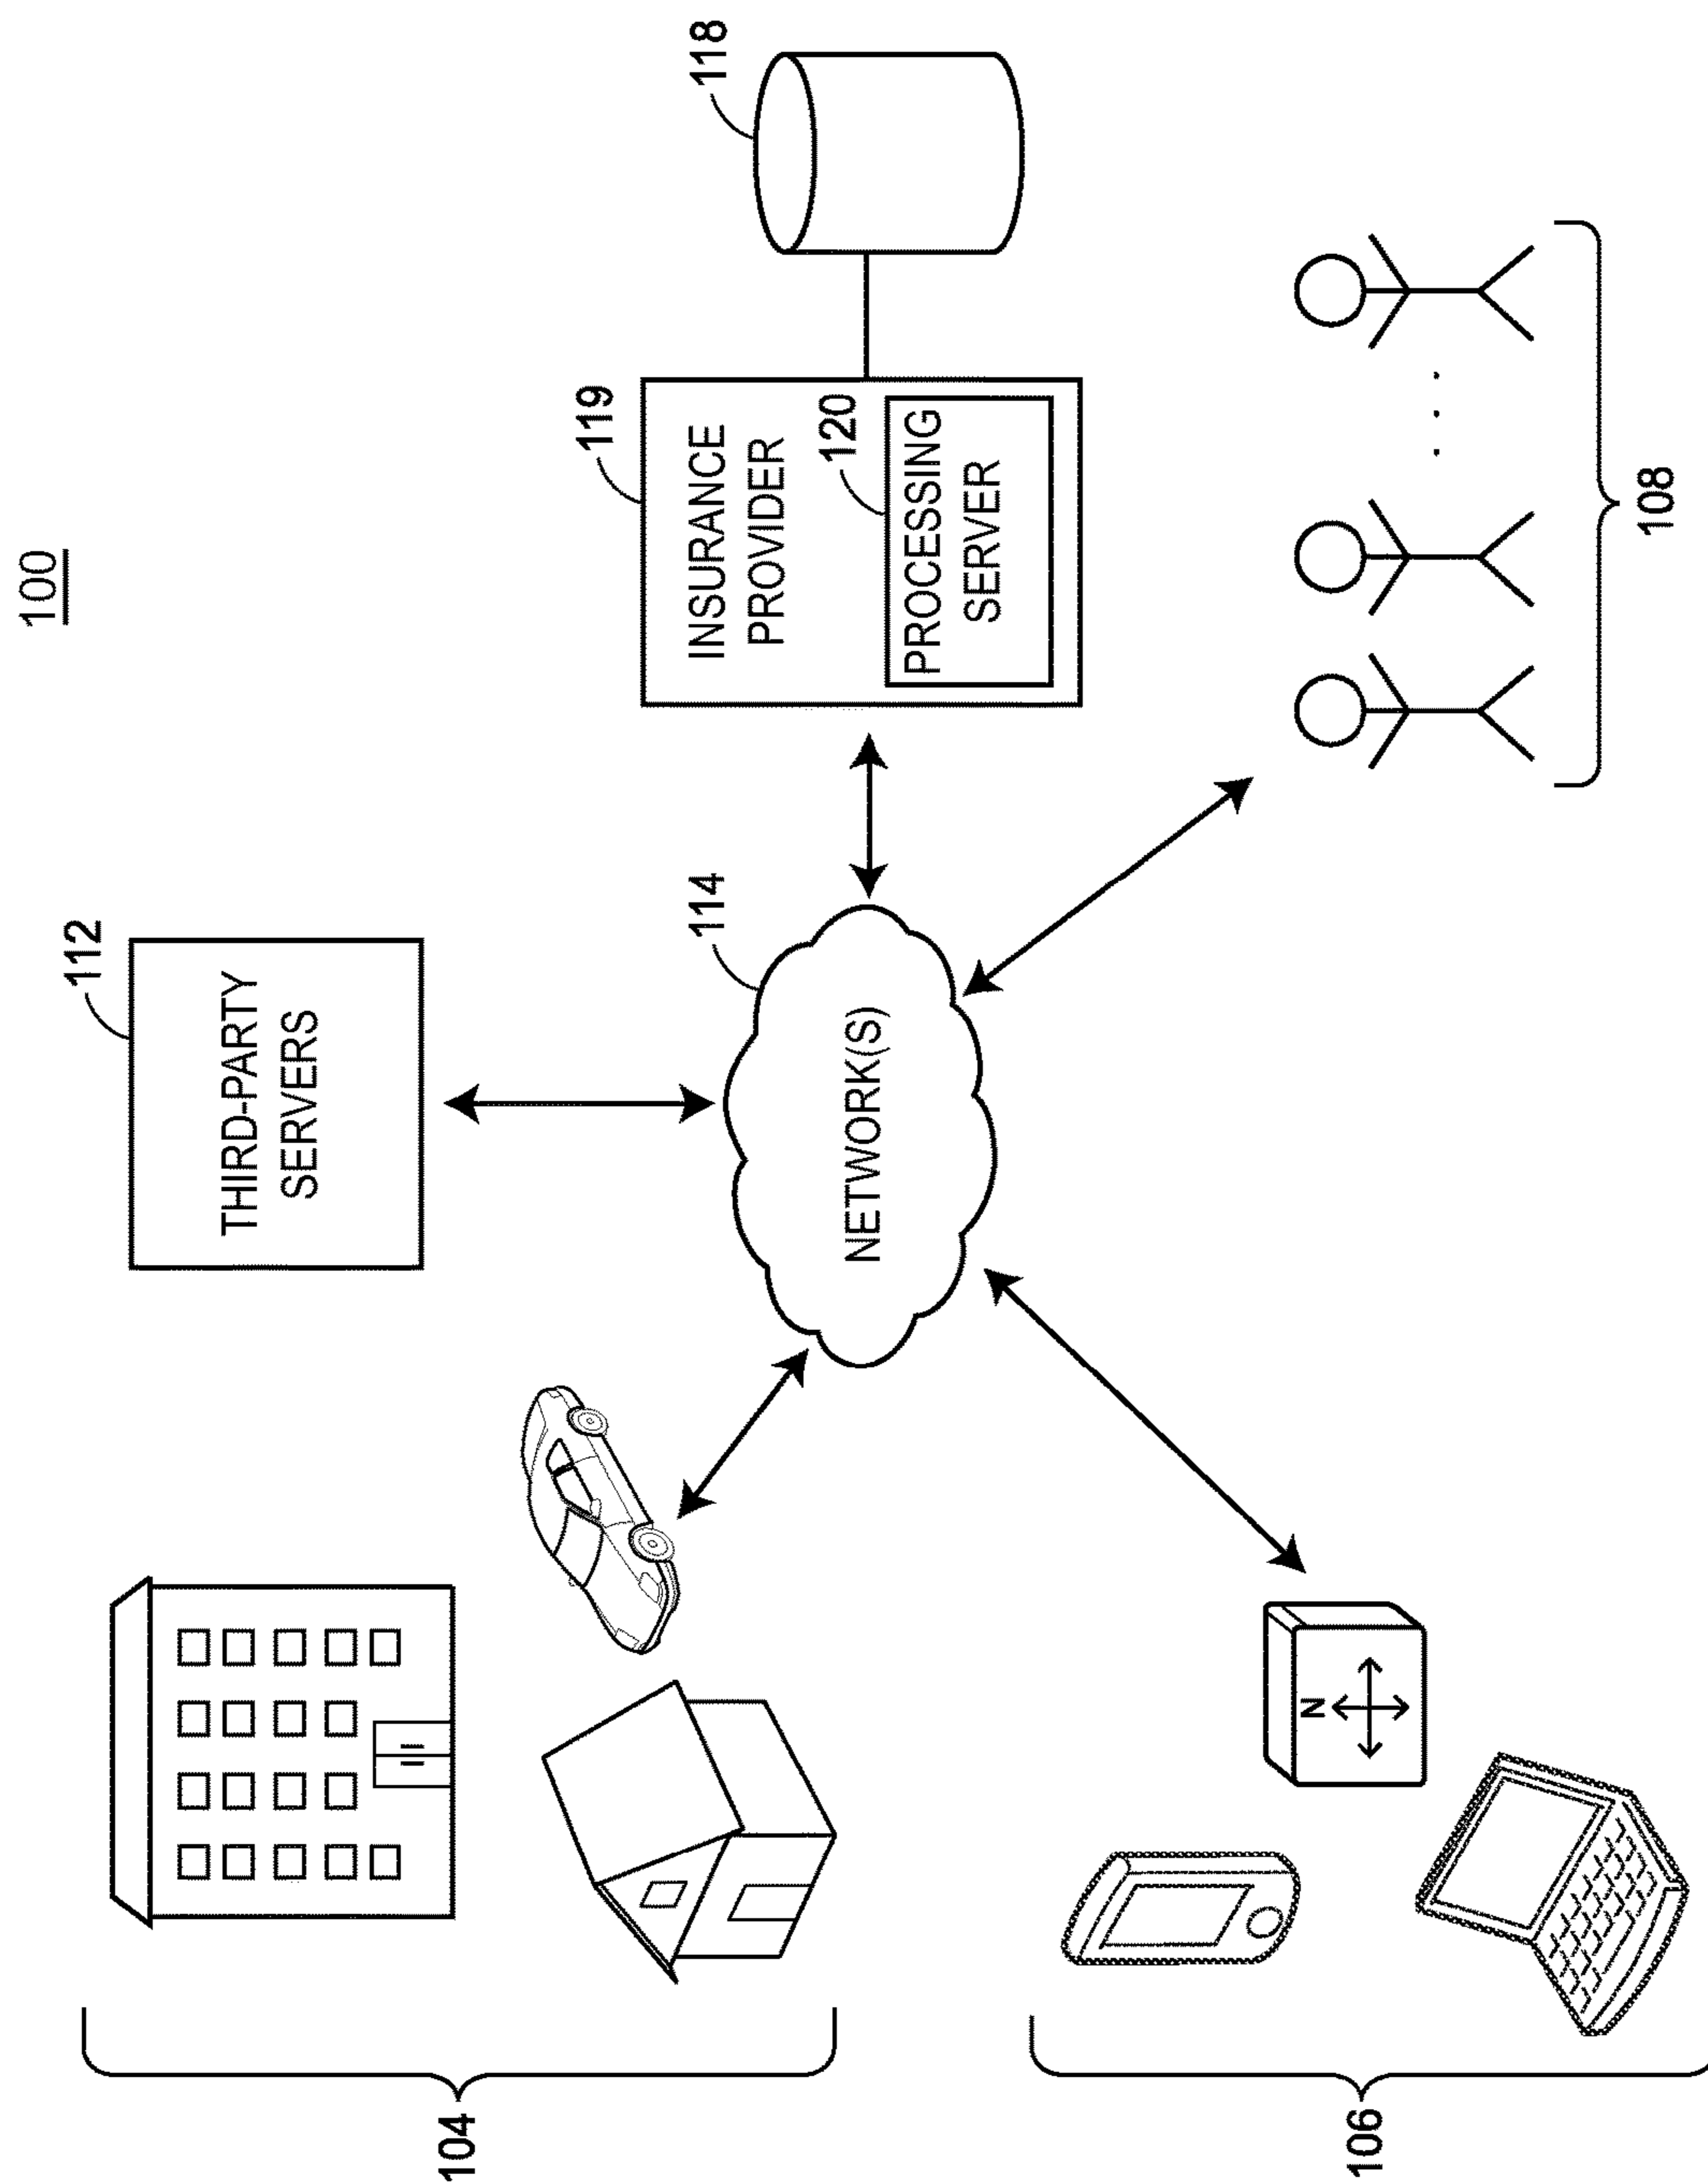 100
112
THIRD-PARTY
SERVERS
104
114
NETWORK(S)
119
INSURANCE
PROVIDER
120
PROCESSING
SERVER
118
106
N
108